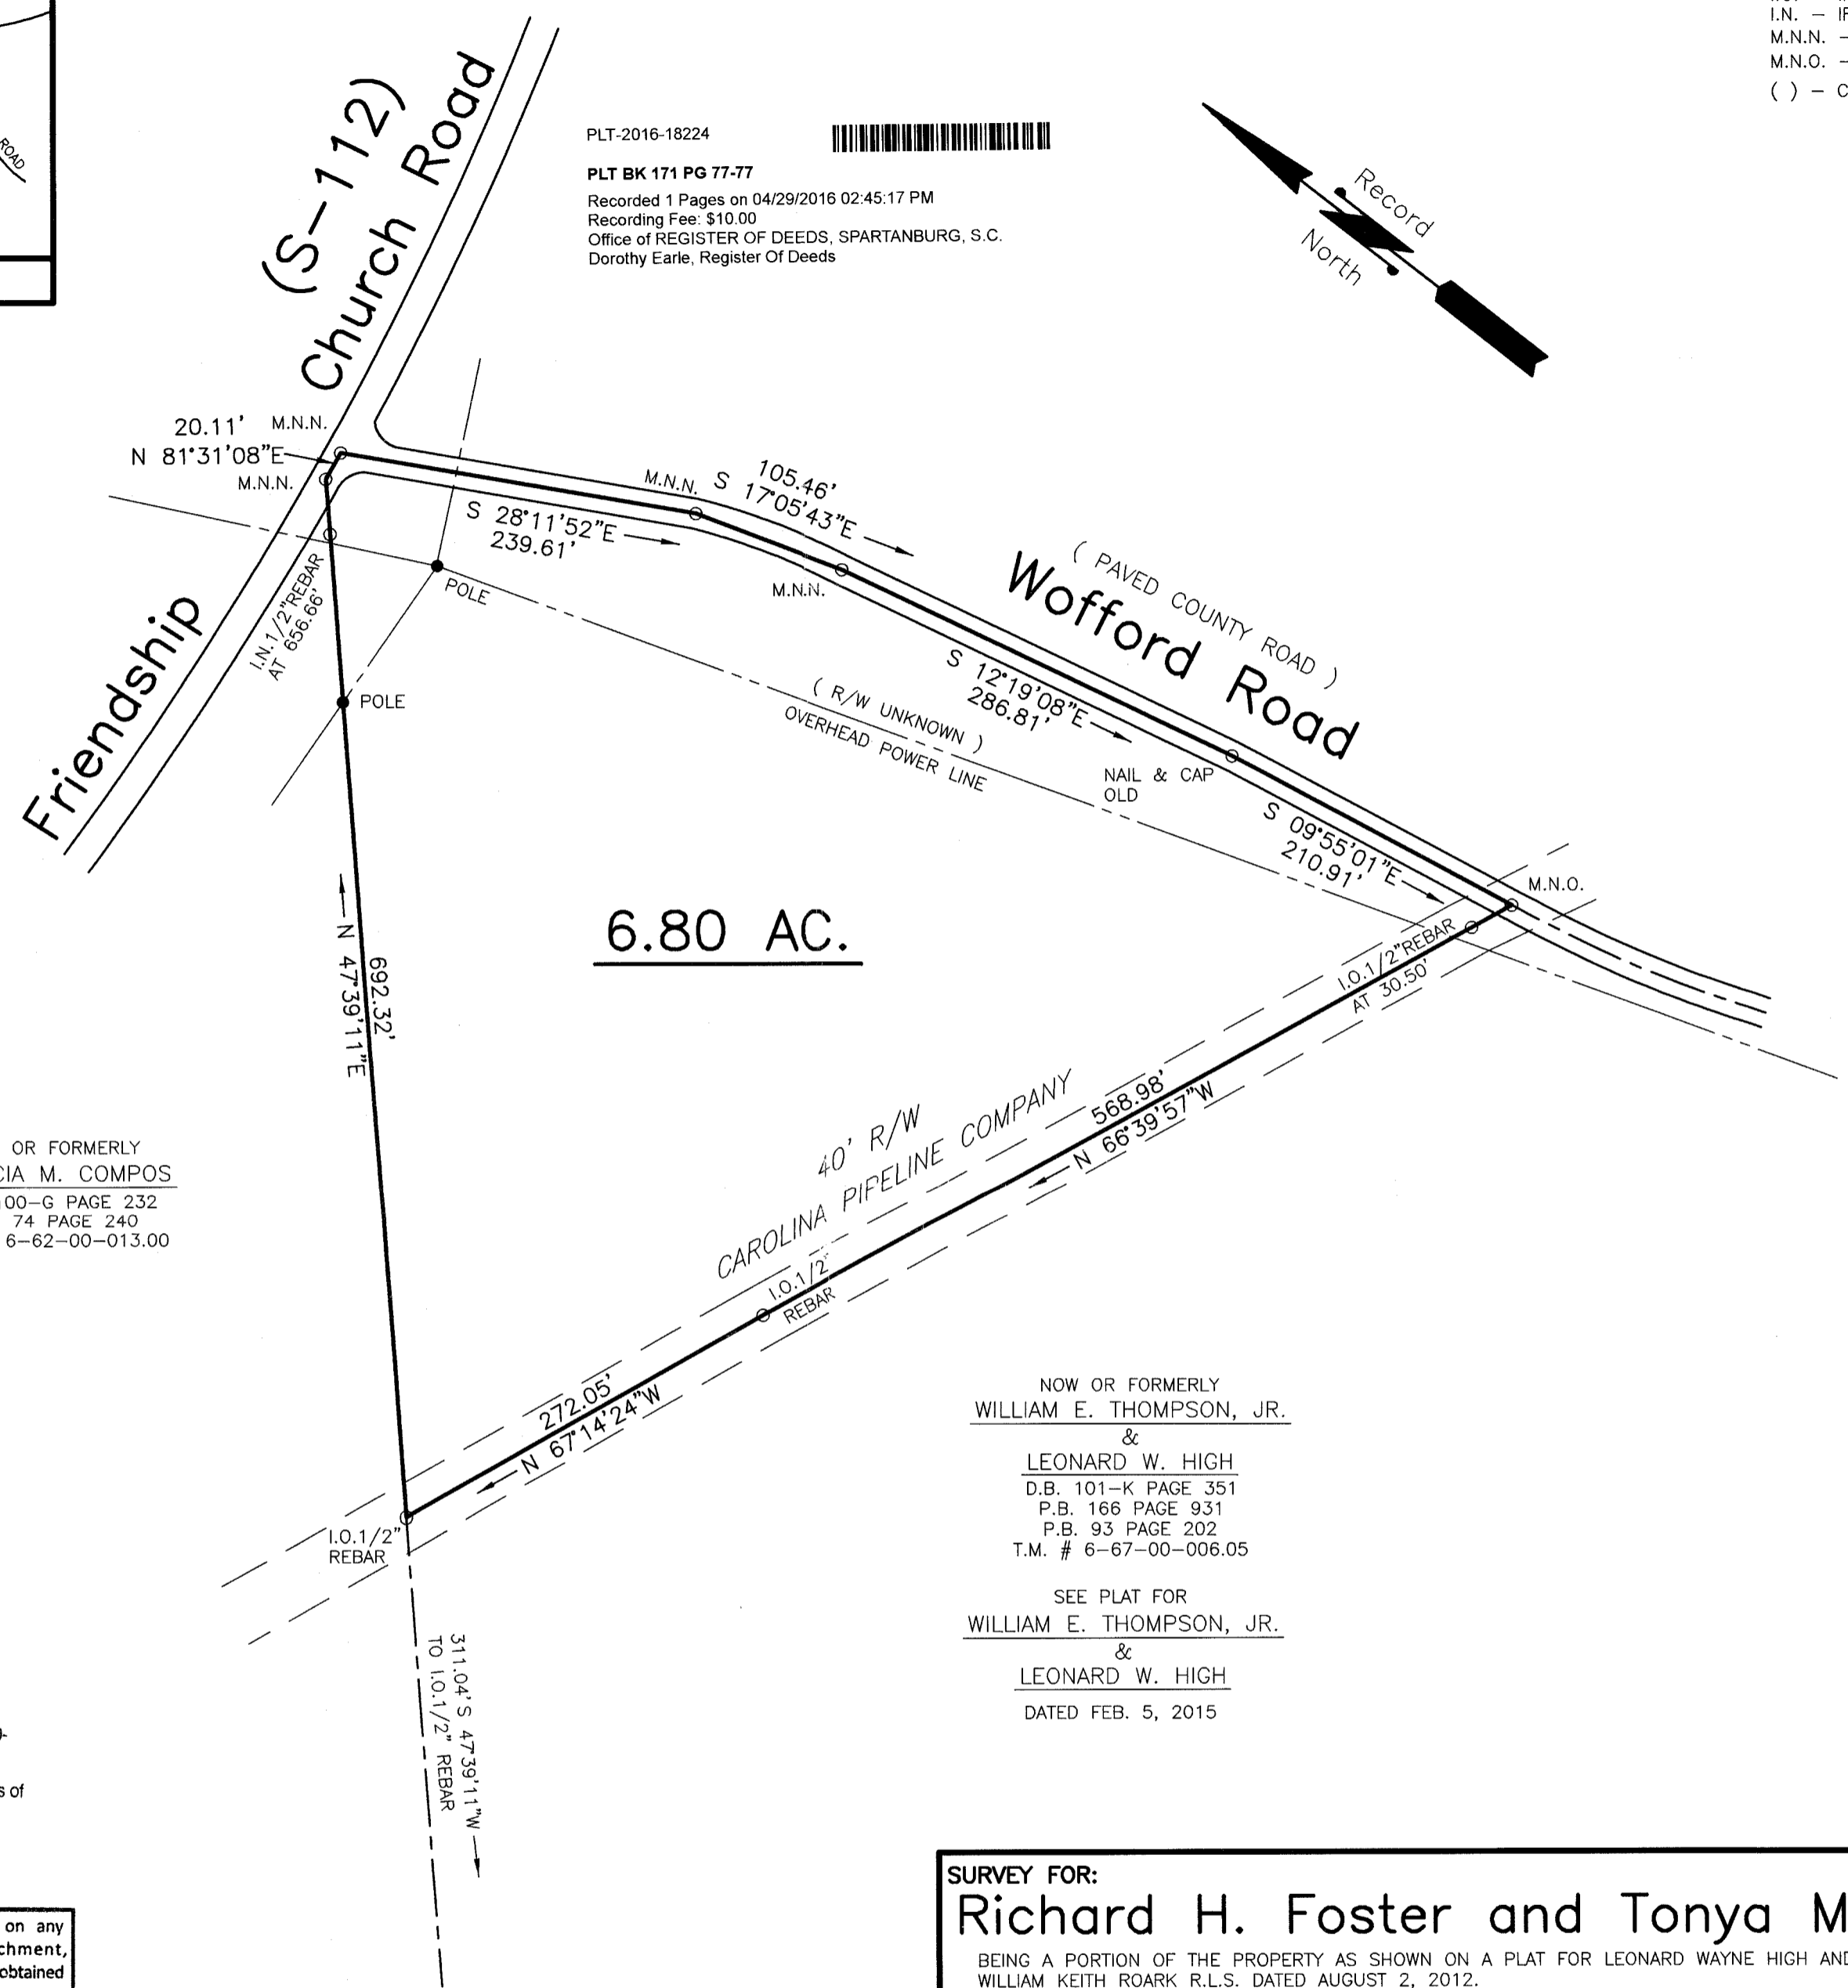 I.N. –
M.N.N. –
M.N.O. –
( ) –
ROAD
(S–112)
Church Road
Friendship
PLT-2016-18224
PLT BK 171 PG 77-77
Recorded 1 Pages on 04/29/2016 02:45:17 PM
Recording Fee: $10.00
Office of REGISTER OF DEEDS, SPARTANBURG, S.C.
Dorothy Earle, Register Of Deeds
Record
North
20.11' M.N.N.
N 81°31'08"E
M.N.N.
M.N.N.
S 28°11'52"E
239.61'
105.46'
S 17°05'43"E
M.N.N.
( PAVED COUNTY ROAD )
Wofford Road
I.N.1/2"REBAR
AT 656.66'
POLE
POLE
S 12°19'08"E
286.81'
( R/W UNKNOWN )
OVERHEAD POWER LINE
NAIL & CAP
OLD
S 09°55'01"E
210.91'
M.N.O.
I.O.1/2"REBAR
AT 30.50'
6.80 AC.
692.32'
N 47°39'11"E
568.98'
N 66°39'57"W
40' R/W
CAROLINA PIPELINE COMPANY
I.O.1/2"
REBAR
272.05'
N 67°14'24"W
I.O.1/2"
REBAR
311.04' S 47°39'11"W
TO I.O.1/2" REBAR
OR FORMERLY
CIA M. COMPOS
00–G PAGE 232
74 PAGE 240
6–62–00–013.00
NOW OR FORMERLY
WILLIAM E. THOMPSON, JR.
&
LEONARD W. HIGH
D.B. 101–K PAGE 351
P.B. 166 PAGE 931
P.B. 93 PAGE 202
T.M. # 6–67–00–006.05
SEE PLAT FOR
WILLIAM E. THOMPSON, JR.
&
LEONARD W. HIGH
DATED FEB. 5, 2015
s of
on any
chment,
obtained
SURVEY FOR:
Richard H. Foster and Tonya M
BEING A PORTION OF THE PROPERTY AS SHOWN ON A PLAT FOR LEONARD WAYNE HIGH AND
WILLIAM KEITH ROARK R.L.S. DATED AUGUST 2, 2012.